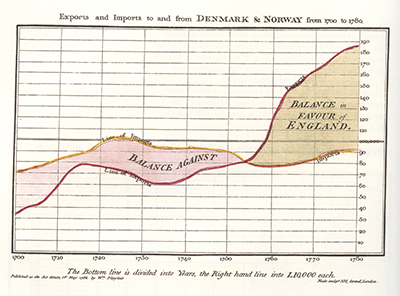 Exports and Imports to and from DENMARK & NORWAY from 1700 to 1780.
190
180
170
160
150
140
130
120
110
100,000
90
80
70
60
50
40
30
20
10
Line of Imports
Line of Exports
BALANCE AGAINST
Exports
BALANCE in
FAVOUR of
ENGLAND.
Imports
1700 1710 1720 1730 1740 1750 1760 1770 1780
The Bottom line is divided into Years, the Right hand line into L10,000 each.
Published as the Act directs, 1st May 1786, by Wm. Playfair
Neele sculpt. 352, Strand, London.